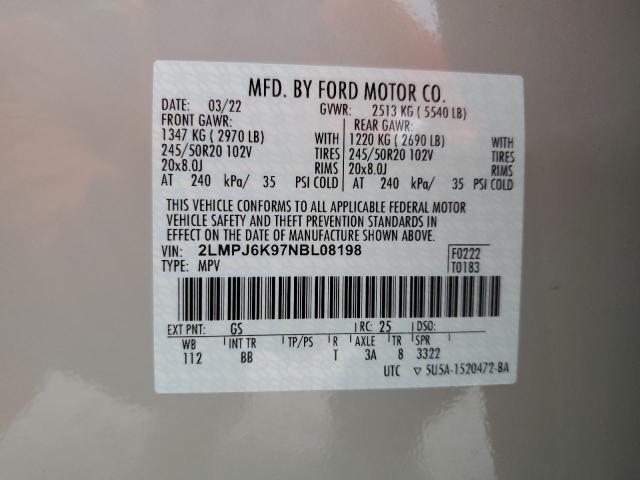 MFD. BY FORD MOTOR CO.
DATE: 03/22 GVWR: 2513 KG ( 5540 LB)
FRONT GAWR: REAR GAWR:
1347 KG ( 2970 LB) WITH 1220 KG ( 2690 LB) WITH
245/50R20 102V TIRES 245/50R20 102V TIRES
20x8.0J RIMS 20x8.0J RIMS
AT 240 kPa/ 35 PSI COLD AT 240 kPa/ 35 PSI COLD
THIS VEHICLE CONFORMS TO ALL APPLICABLE FEDERAL MOTOR
VEHICLE SAFETY AND THEFT PREVENTION STANDARDS IN
EFFECT ON THE DATE OF MANUFACTURE SHOWN ABOVE.
VIN: 2LMPJ6K97NBL08198 F0222
TYPE: MPV T0183
EXT PNT: GS RC: 25 DSO:
WB INT TR TP/PS R AXLE TR SPR
112 BB T 3A 8 3322
UTC ▽ 5U5A-1520472-BA